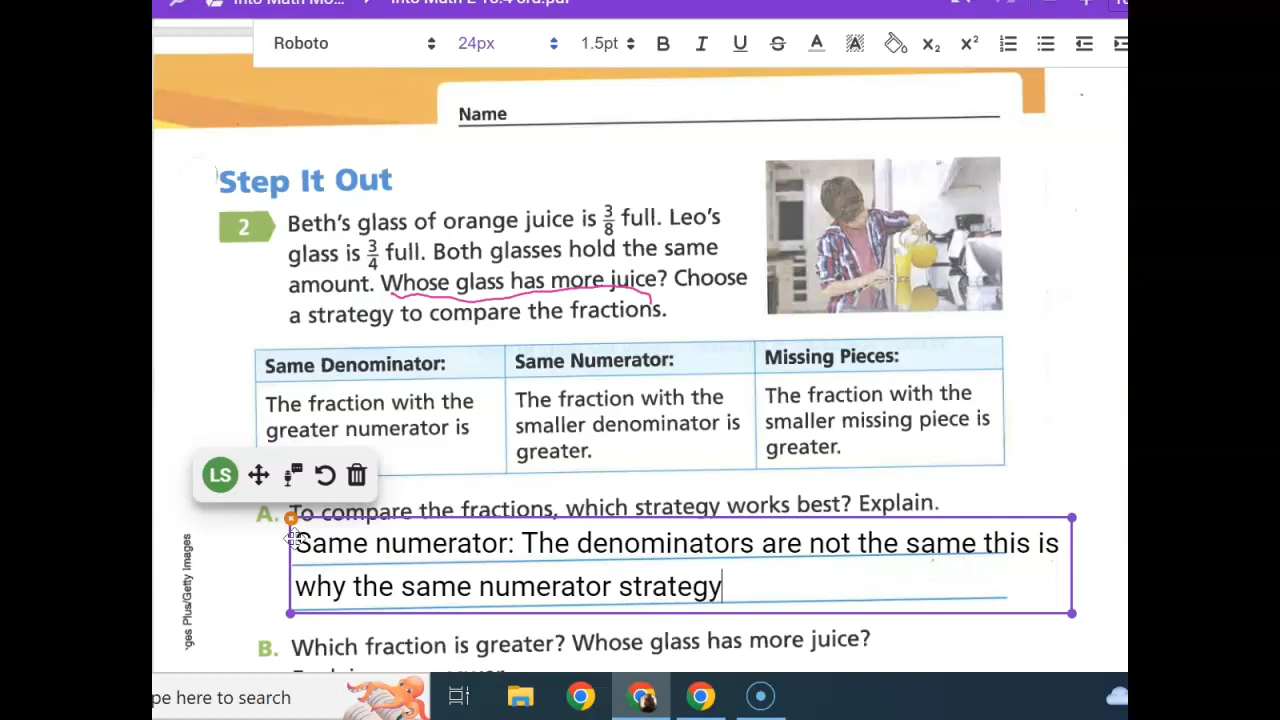 Roboto 24px 1.5pt B I U S A A x₂ x²
Name
Step It Out
2 Beth's glass of orange juice is 3/8 full. Leo's
glass is 3/4 full. Both glasses hold the same
amount. Whose glass has more juice? Choose
a strategy to compare the fractions.
Same Denominator: Same Numerator: Missing Pieces:
The fraction with the
greater numerator is
The fraction with the
smaller denominator is
greater.
The fraction with the
smaller missing piece is
greater.
LS
A. To compare the fractions, which strategy works best? Explain.
Same numerator: The denominators are not the same this is
why the same numerator strategy
B. Which fraction is greater? Whose glass has more juice?
ges Plus/Getty Images
pe here to search